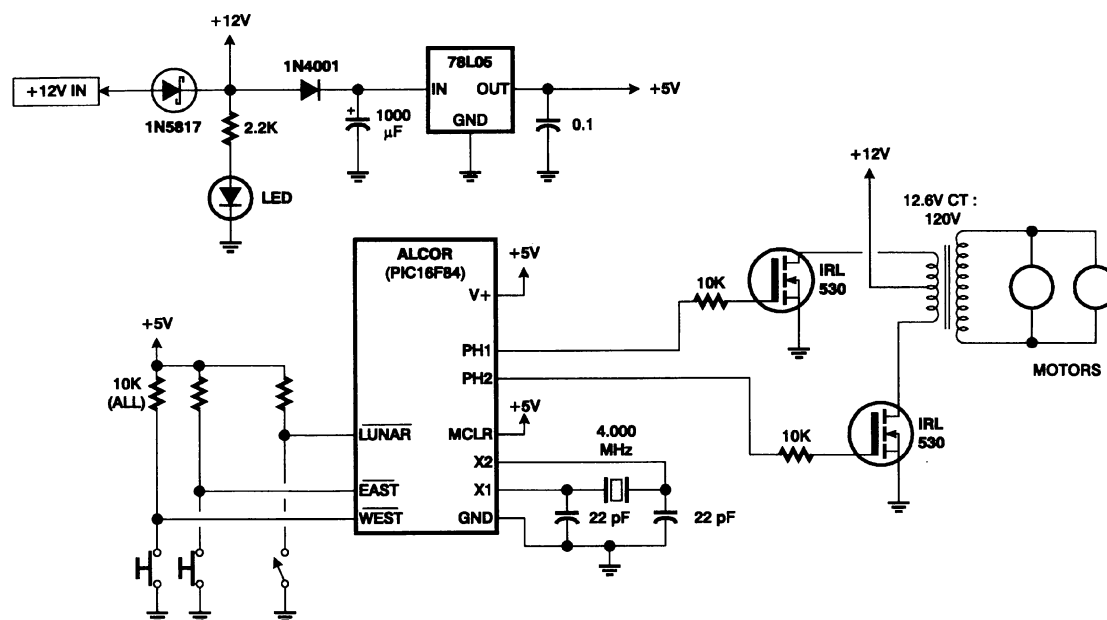 +12V
+12V IN
1N5817
2.2K
LED
1N4001
+
1000
μF
78L05
IN
OUT
GND
0.1
+5V
+12V
12.6V CT :
120V
ALCOR
(PIC16F84)
V+
+5V
PH1
PH2
MCLR
+5V
X2
X1
GND
LUNAR
EAST
WEST
+5V
10K
(ALL)
4.000
MHz
22 pF
22 pF
10K
IRL
530
10K
IRL
530
MOTORS